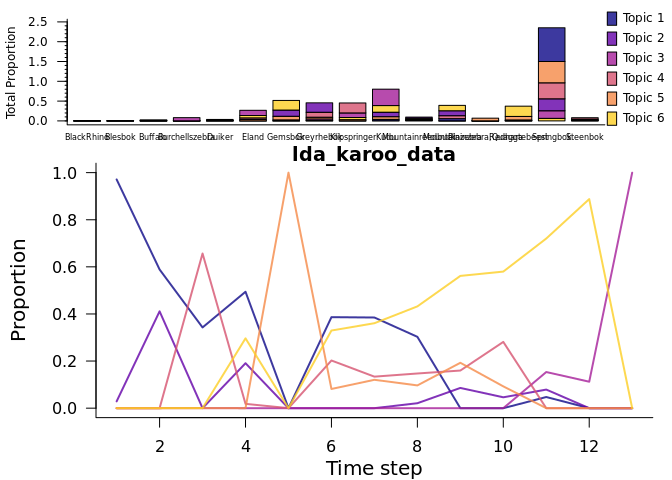 Total Proportion
2.5
2.0
1.5
1.0
0.5
0.0
BlackRhino Blesbok Buffalo Burchellszebra Duiker Eland Gemsbok Greyrhebok Klipspringer Kudu Mountainreedbuck Springbok Steenbok
Topic 1
Topic 2
Topic 3
Topic 4
Topic 5
Topic 6
lda_karoo_data
Proportion
1.0
0.8
0.6
0.4
0.2
0.0
2 4 6 8 10 12
Time step